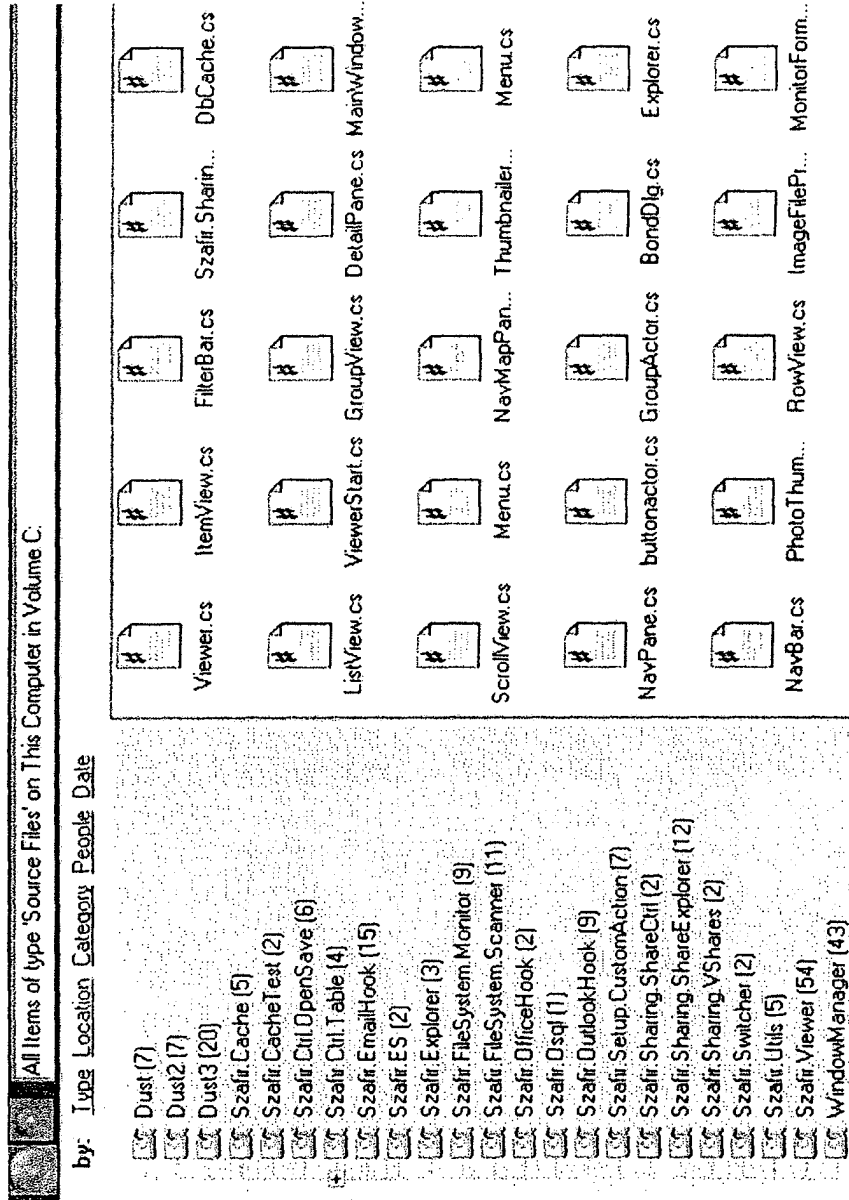 All Items of type 'Source Files' on This Computer in Volume C.
by: Type Location Category People Date
Dust (7)
Dust2 (7)
Dust3 (20)
Szafir.Cache (5)
Szafir.CacheTest (2)
Szafir.Ctrl.OpenSave (6)
Szafir.Ctrl.Table (4)
Szafir.EmailHook (15)
Szafir.ES (2)
Szafir.Explorer (3)
Szafir.FileSystem.Monitor (9)
Szafir.FileSystem.Scanner (11)
Szafir.OfficeHook (2)
Szafir.Osql (1)
Szafir.OutlookHook (9)
Szafir.Setup.CustomAction (7)
Szafir.Sharing.ShareCtrl (2)
Szafir.Sharing.ShareExplorer (12)
Szafir.Sharing.VShares (2)
Szafir.Switcher (2)
Szafir.Utils (5)
Szafir.Viewer (54)
WindowManager (43)
Viewer.cs ItemView.cs FilterBar.cs Szafir.Sharin... DbCache.cs
ListView.cs ViewerStart.cs GroupView.cs DetailPane.cs MainWindow...
ScrollView.cs Menu.cs NavMapPan... Thumbnailer... Menu.cs
NavPane.cs buttonactor.cs GroupActor.cs BondDlg.cs Explorer.cs
NavBar.cs PhotoThum... RowView.cs ImageFilePr... MonitorForm...